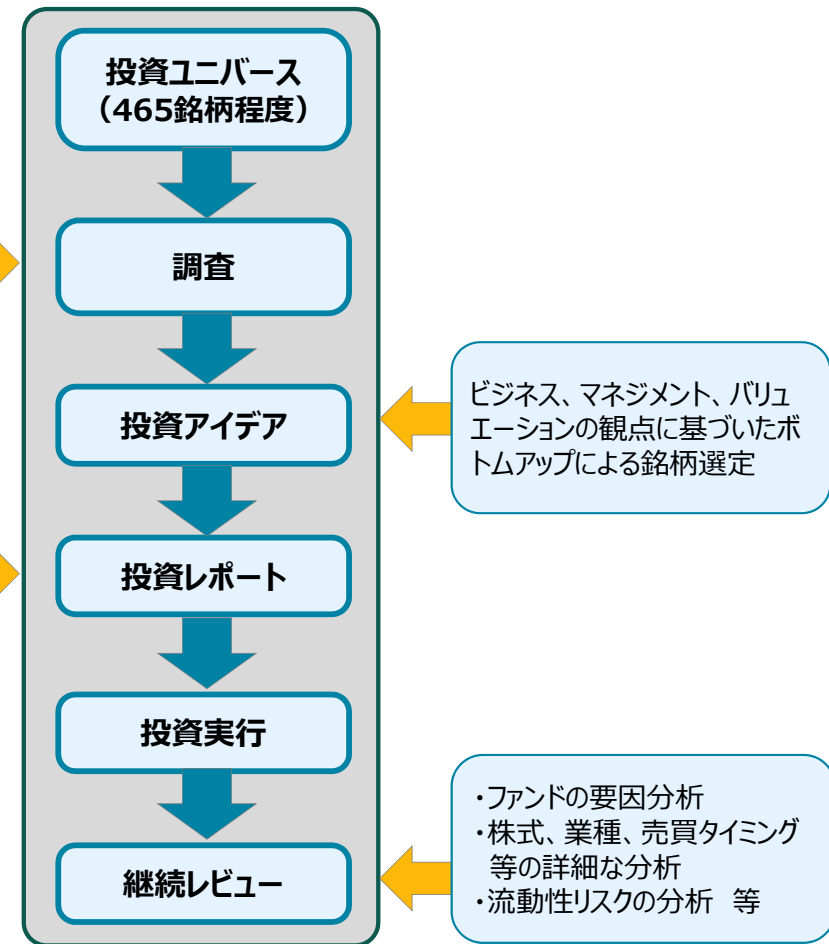 投資ユニバース
（465銘柄程度）
調査
投資アイデア
ビジネス、マネジメント、バリュ
エーションの観点に基づいたボ
トムアップによる銘柄選定
投資レポート
投資実行
継続レビュー
・ファンドの要因分析
・株式、業種、売買タイミング
等の詳細な分析
・流動性リスクの分析　等